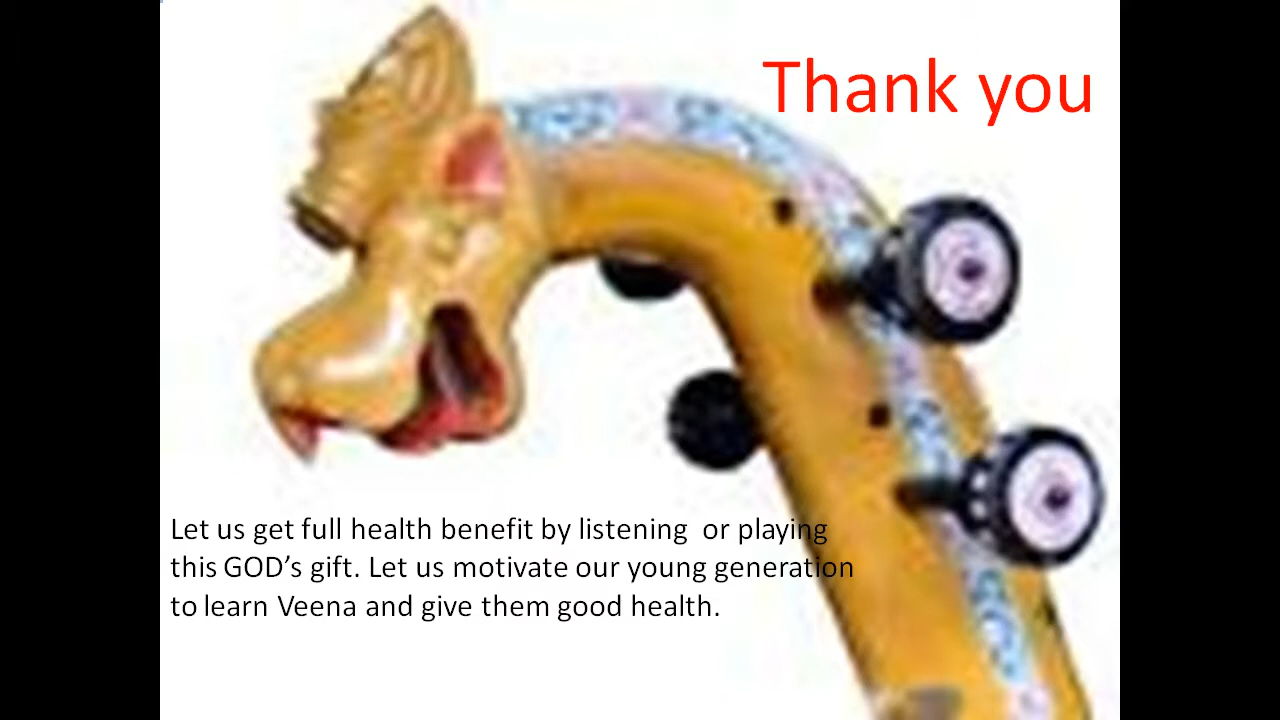 Thank you
Let us get full health benefit by listening  or playing
this GOD’s gift. Let us motivate our young generation
to learn Veena and give them good health.